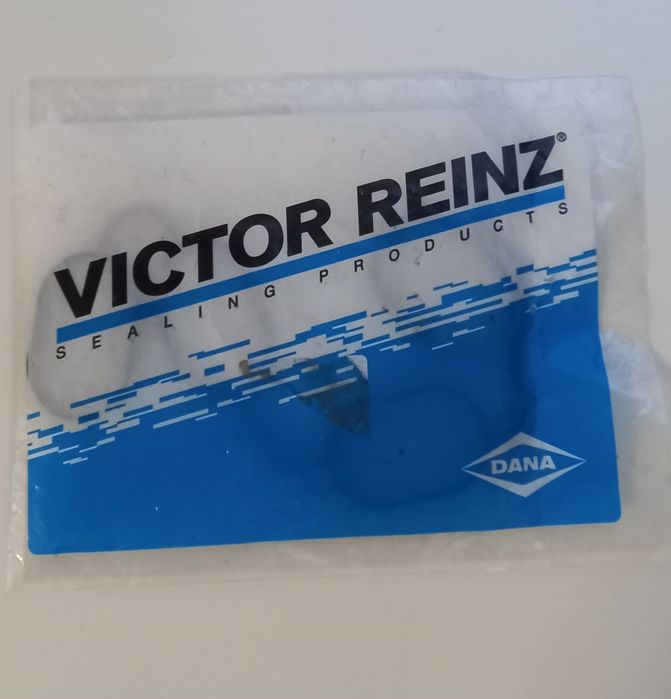 VICTOR REINZ®
SEALING PRODUCTS
DANA